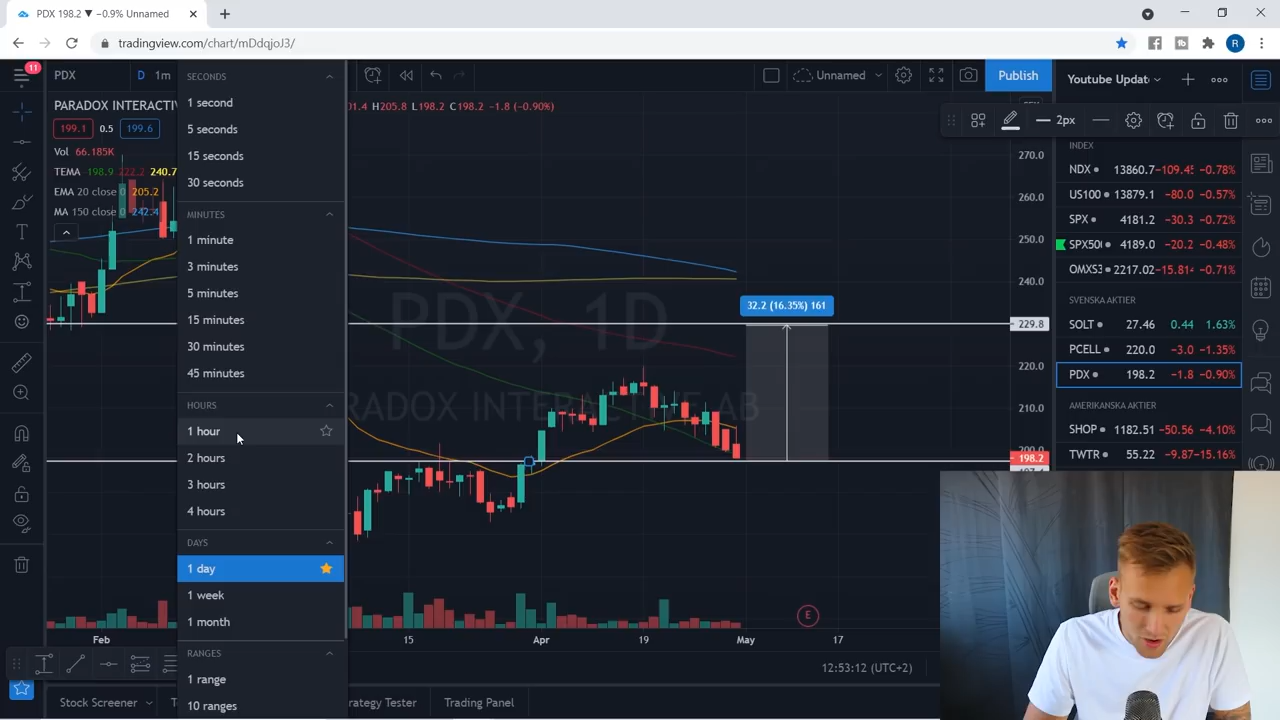 PDX 198.2 ▼ −0.9% Unnamed
tradingview.com/chart/mDdqjoJ3/
R
11
PDX
D 1m
Unnamed
Publish
Youtube Updat
PARADOX INTERACTIV
01.4 H205.8 L198.2 C198.2 −1.8 (−0.90%)
199.1 0.5 199.6
Vol 66.185K
TEMA 198.9 222.2 240.7
EMA 20 close 0 205.2
MA 150 close 0 242.4
SECONDS
1 second
5 seconds
15 seconds
30 seconds
MINUTES
1 minute
3 minutes
5 minutes
15 minutes
30 minutes
45 minutes
HOURS
1 hour
2 hours
3 hours
4 hours
DAYS
1 day
1 week
1 month
RANGES
1 range
10 ranges
PDX, 1D
RADOX INTERACTIVE AB
32.2 (16.35%) 161
E
270.0
260.0
250.0
240.0
229.8
220.0
210.0
200.0
198.2
2px
INDEX
NDX 13860.7 −109.45 −0.78%
US100 13879.1 −80.0 −0.57%
SPX 4181.2 −30.3 −0.72%
SPX50 4189.0 −20.2 −0.48%
OMXS3 2217.02 −15.814 −0.71%
SVENSKA AKTIER
SOLT 27.46 0.44 1.63%
PCELL 220.0 −3.0 −1.35%
PDX 198.2 −1.8 −0.90%
AMERIKANSKA AKTIER
SHOP 1182.51 −50.56 −4.10%
TWTR 55.22 −9.87 −15.16%
Feb 15 Apr 19 May 17
12:53:12 (UTC+2)
Stock Screener
rategy Tester
Trading Panel